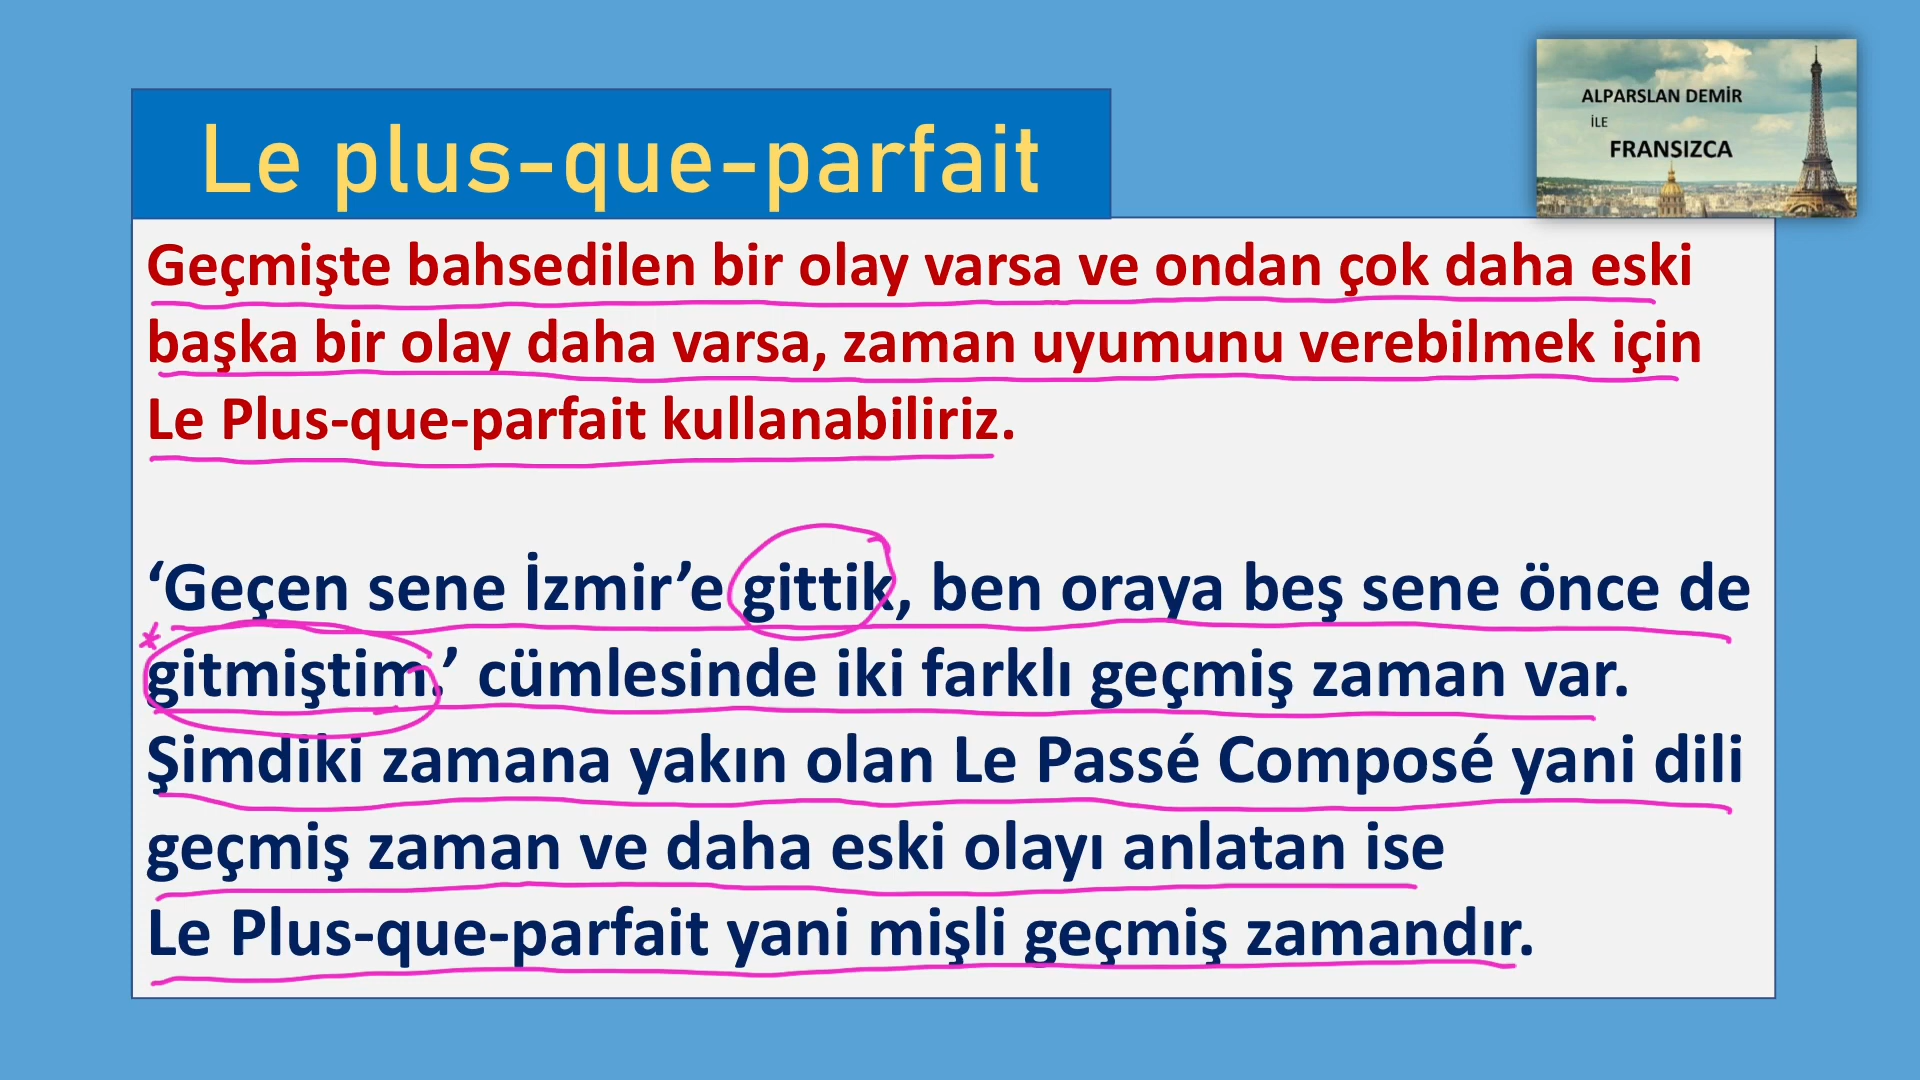 ALPARSLAN DEMİR
İLE
FRANSIZCA
Le plus-que-parfait
Geçmişte bahsedilen bir olay varsa ve ondan çok daha eski
başka bir olay daha varsa, zaman uyumunu verebilmek için
Le Plus-que-parfait kullanabiliriz.
‘Geçen sene İzmir’e gittik, ben oraya beş sene önce de
gitmiştim.’ cümlesinde iki farklı geçmiş zaman var.
Şimdiki zamana yakın olan Le Passé Composé yani dili
geçmiş zaman ve daha eski olayı anlatan ise
Le Plus-que-parfait yani mişli geçmiş zamandır.